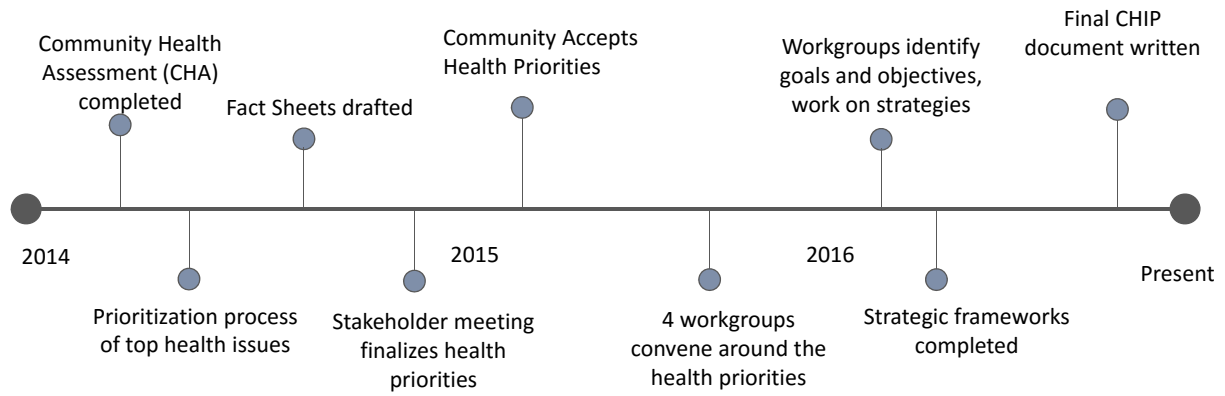 Community Health
Assessment (CHA)
completed
Fact Sheets drafted
Community Accepts
Health Priorities
Workgroups identify
goals and objectives,
work on strategies
Final CHIP
document written
2014
2015
2016
Present
Prioritization process
of top health issues
Stakeholder meeting
finalizes health
priorities
4 workgroups
convene around the
health priorities
Strategic frameworks
completed